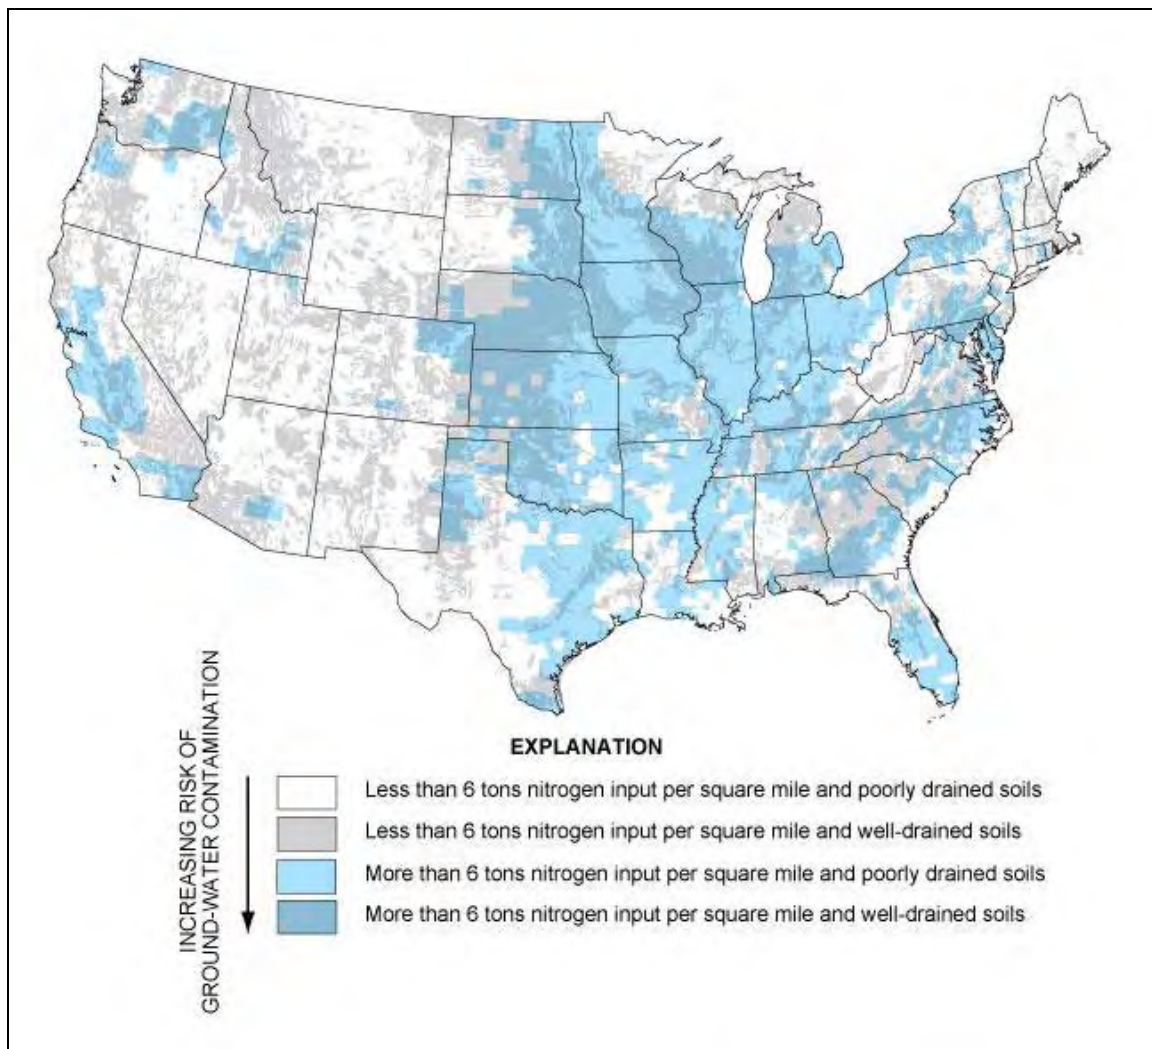 EXPLANATION
INCREASING RISK OF
GROUND-WATER CONTAMINATION
Less than 6 tons nitrogen input per square mile and poorly drained soils
Less than 6 tons nitrogen input per square mile and well-drained soils
More than 6 tons nitrogen input per square mile and poorly drained soils
More than 6 tons nitrogen input per square mile and well-drained soils